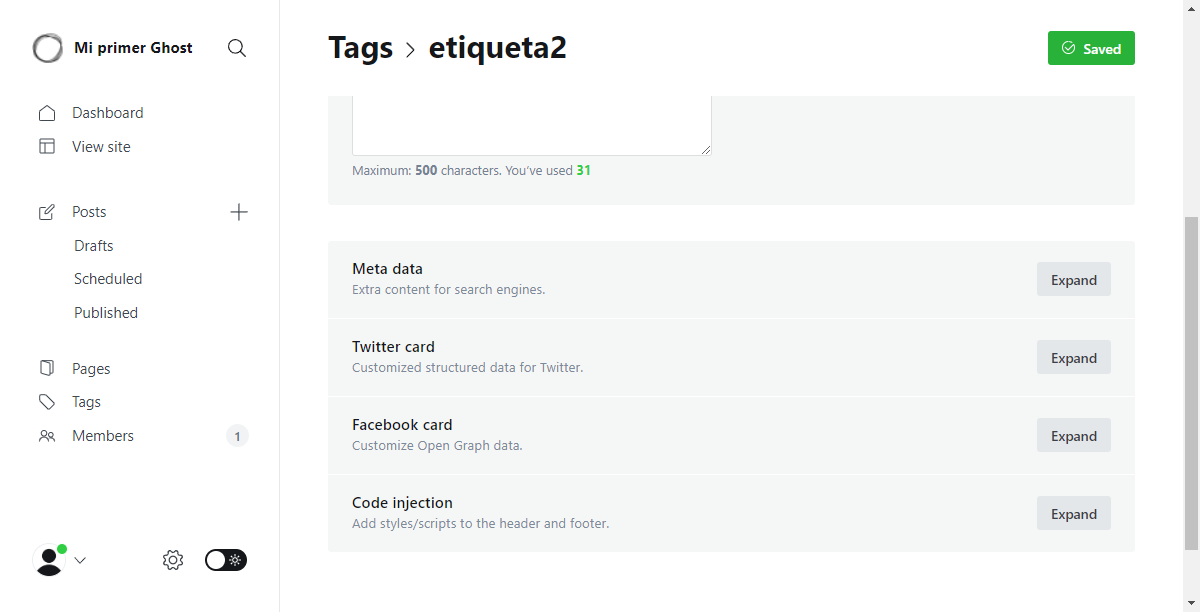 Mi primer Ghost
Dashboard
View site
Posts
Drafts
Scheduled
Published
Pages
Tags
Members 1
Tags > etiqueta2
Saved
Maximum: 500 characters. You’ve used 31
Meta data
Extra content for search engines.
Expand
Twitter card
Customized structured data for Twitter.
Expand
Facebook card
Customize Open Graph data.
Expand
Code injection
Add styles/scripts to the header and footer.
Expand